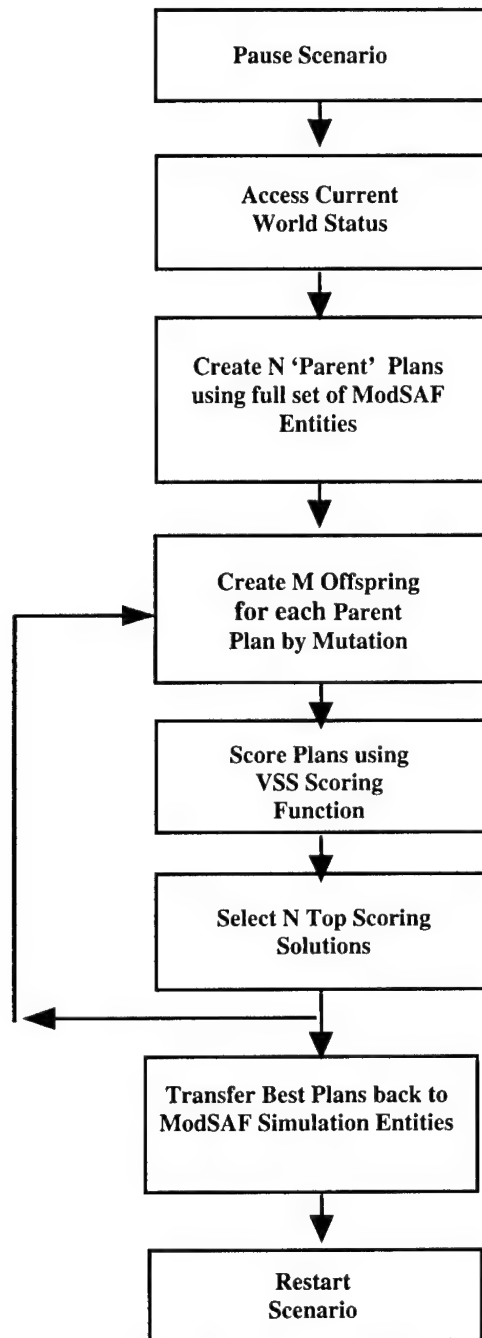 Pause Scenario
Access Current
World Status
Create N ‘Parent’ Plans
using full set of ModSAF
Entities
Create M Offspring
for each Parent
Plan by Mutation
Score Plans using
VSS Scoring
Function
Select N Top Scoring
Solutions
Transfer Best Plans back to
ModSAF Simulation Entities
Restart
Scenario